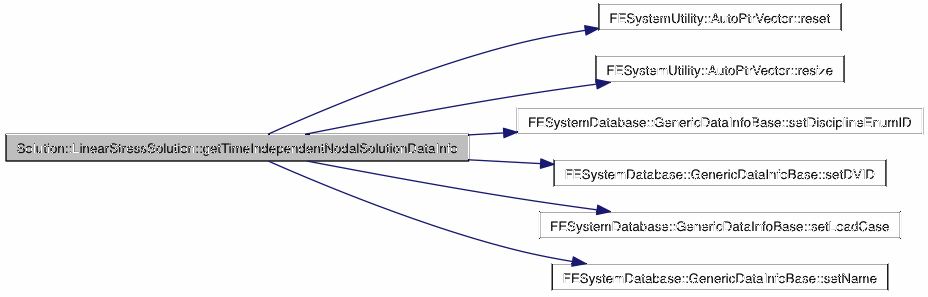 FESystemUtility::AutoPtrVector::reset
FESystemUtility::AutoPtrVector::resize
FESystemDatabase::GenericDataInfoBase::setDisciplineEnumID
Solution::LinearStressSolution::getTimeIndependentNodalSolutionDataInfo
FESystemDatabase::GenericDataInfoBase::setDVID
FESystemDatabase::GenericDataInfoBase::setLoadCase
FESystemDatabase::GenericDataInfoBase::setName